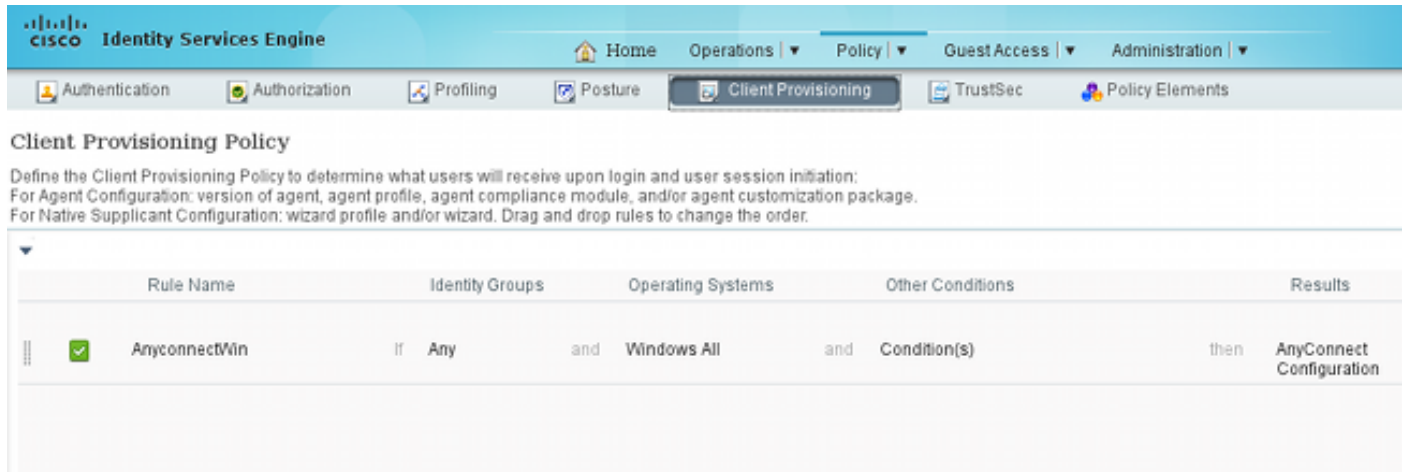 CISCO Identity Services Engine
Home Operations | ▼ Policy | ▼ Guest Access | ▼ Administration | ▼
Authentication Authorization Profiling Posture Client Provisioning TrustSec Policy Elements
Client Provisioning Policy
Define the Client Provisioning Policy to determine what users will receive upon login and user session initiation:
For Agent Configuration: version of agent, agent profile, agent compliance module, and/or agent customization package.
For Native Supplicant Configuration: wizard profile and/or wizard. Drag and drop rules to change the order.
Rule Name Identity Groups Operating Systems Other Conditions Results
AnyconnectWin If Any and Windows All and Condition(s) then AnyConnect
Configuration